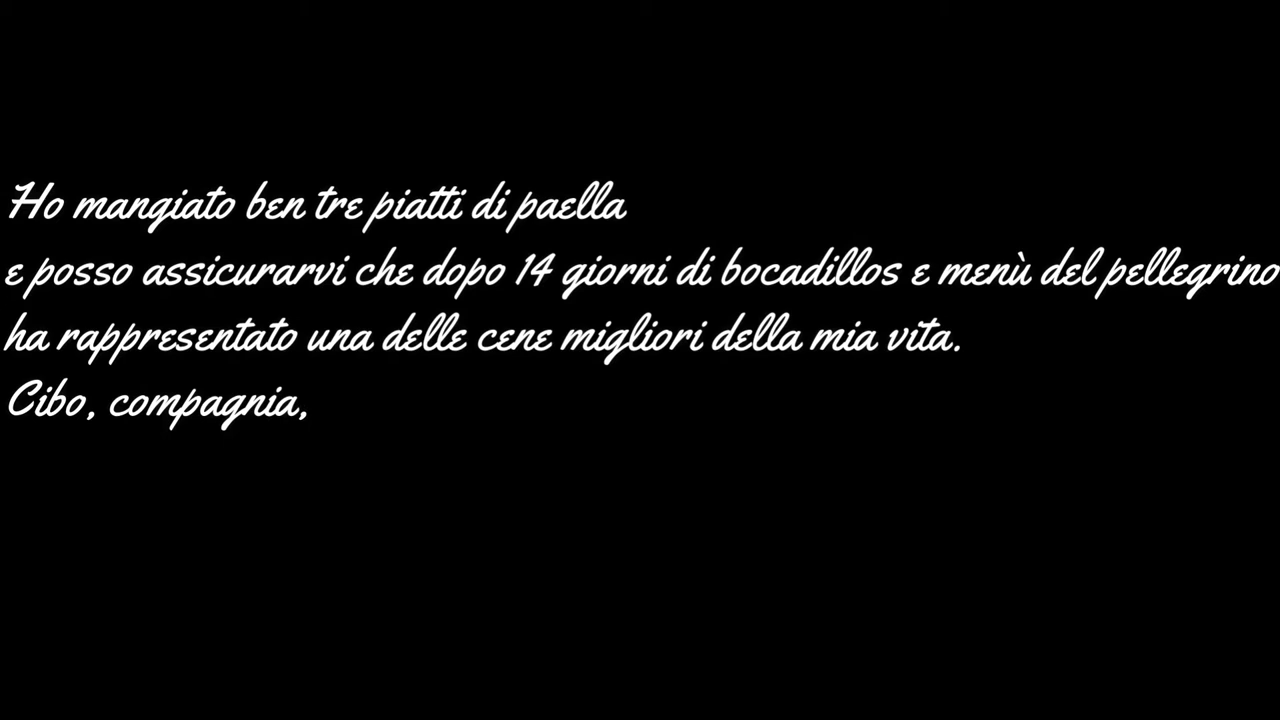 Ho mangiato ben tre piatti di paella
e posso assicurarvi che dopo 14 giorni di bocadillos e menù del pellegrino
ha rappresentato una delle cene migliori della mia vita.
Cibo, compagnia,